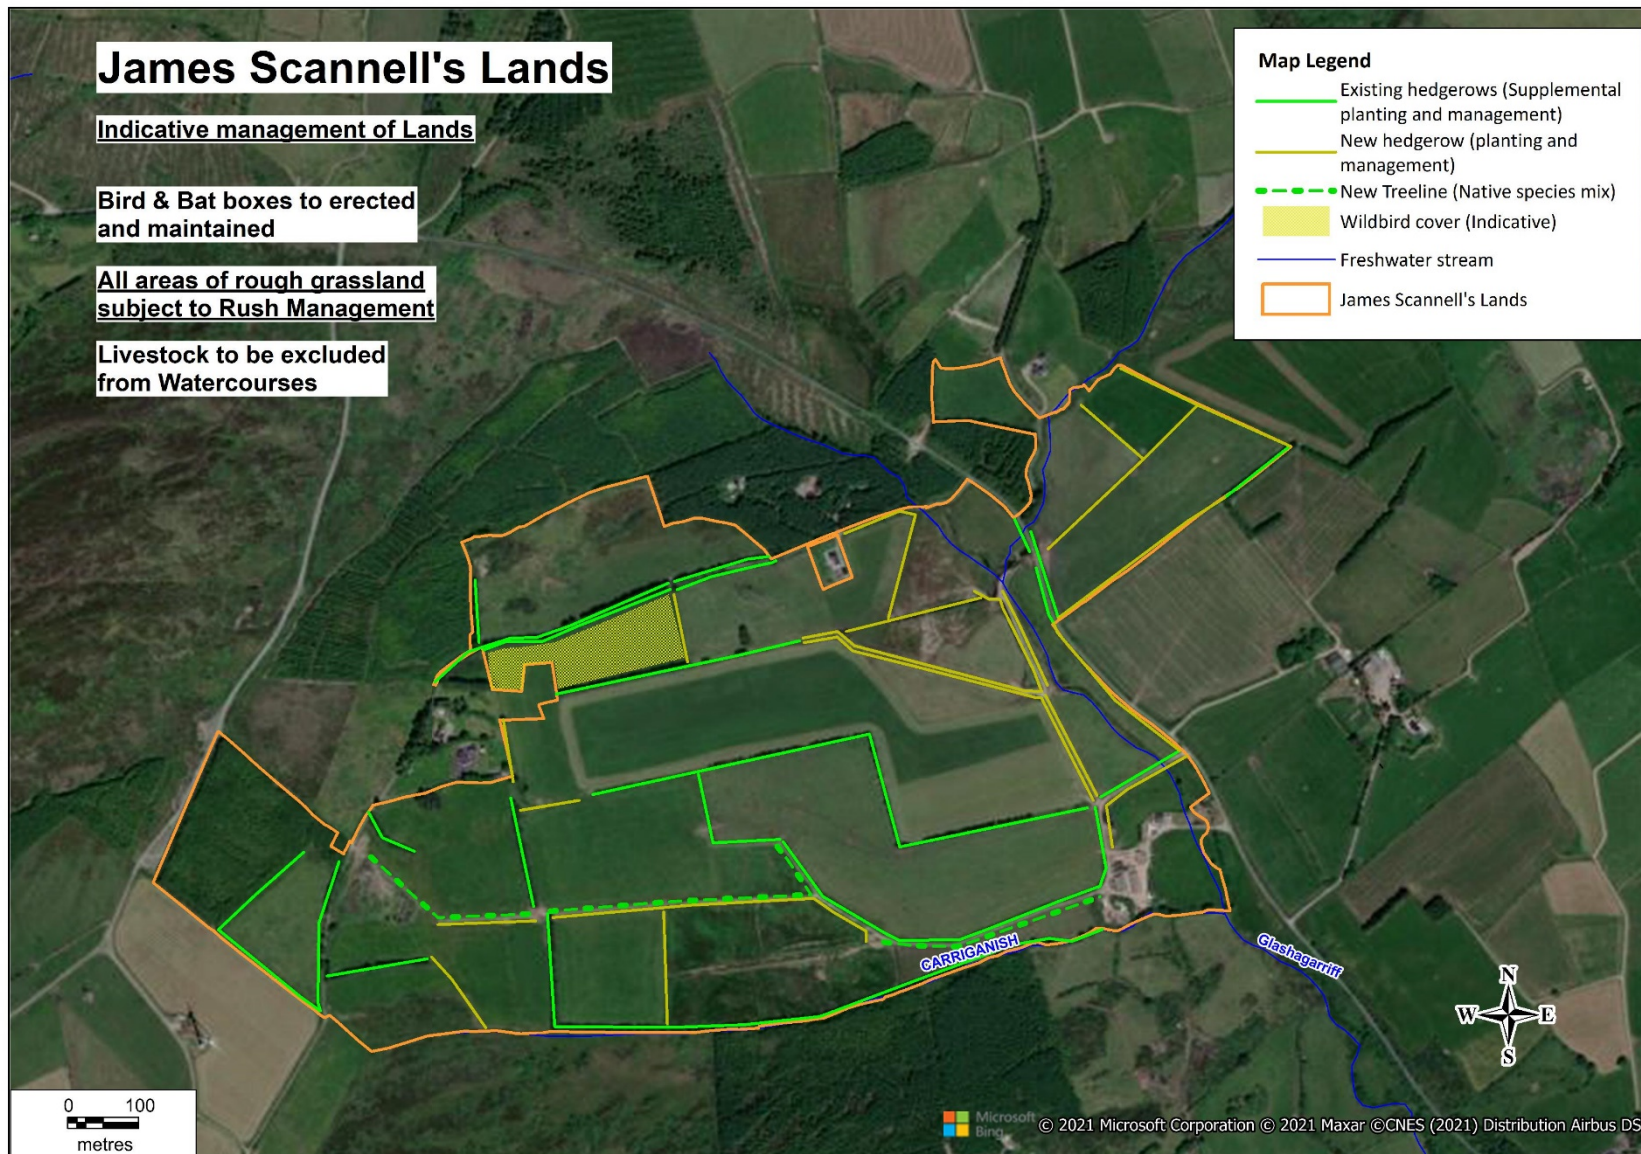 James Scannell's Lands
Indicative management of Lands
Bird & Bat boxes to erected
and maintained
All areas of rough grassland
subject to Rush Management
Livestock to be excluded
from Watercourses
Map Legend
Existing hedgerows (Supplemental
planting and management)
New hedgerow (planting and
management)
New Treeline (Native species mix)
Wildbird cover (Indicative)
Freshwater stream
James Scannell's Lands
CARRIGANISH
Glashagarriff
N
W E
S
0 100
metres
Microsoft
Bing
© 2021 Microsoft Corporation © 2021 Maxar ©CNES (2021) Distribution Airbus DS